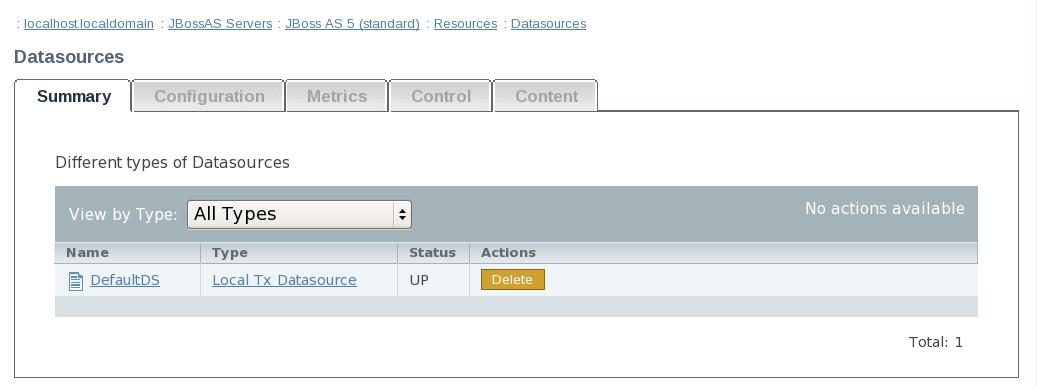 : localhost.localdomain : JBossAS Servers : JBoss AS 5 (standard) : Resources : Datasources
Datasources
Summary Configuration Metrics Control Content
Different types of Datasources
View by Type: All Types No actions available
Name Type Status Actions
DefaultDS Local Tx Datasource UP Delete
Total: 1